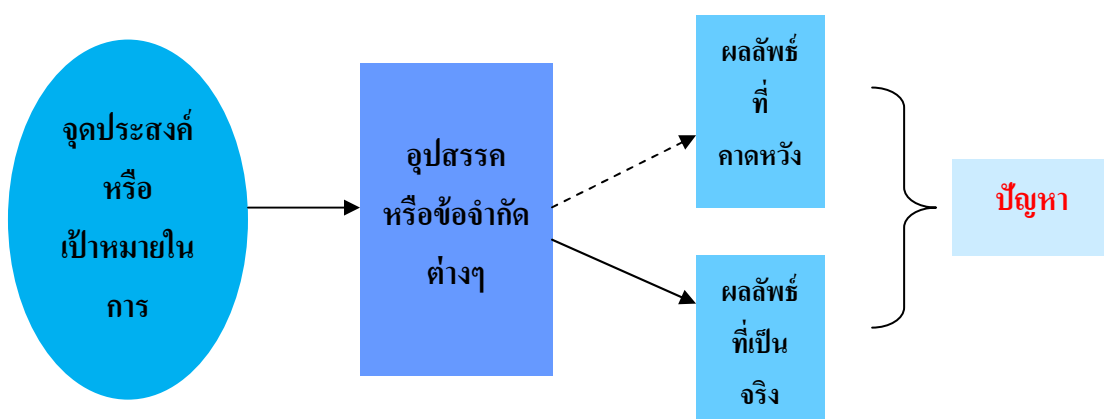 จุดประสงค์
หรือ
เป้าหมายใน
การ
อุปสรรค
หรือข้อจำกัด
ต่างๆ
ผลลัพธ์
ที่
คาดหวัง
ผลลัพธ์
ที่เป็น
จริง
ปัญหา